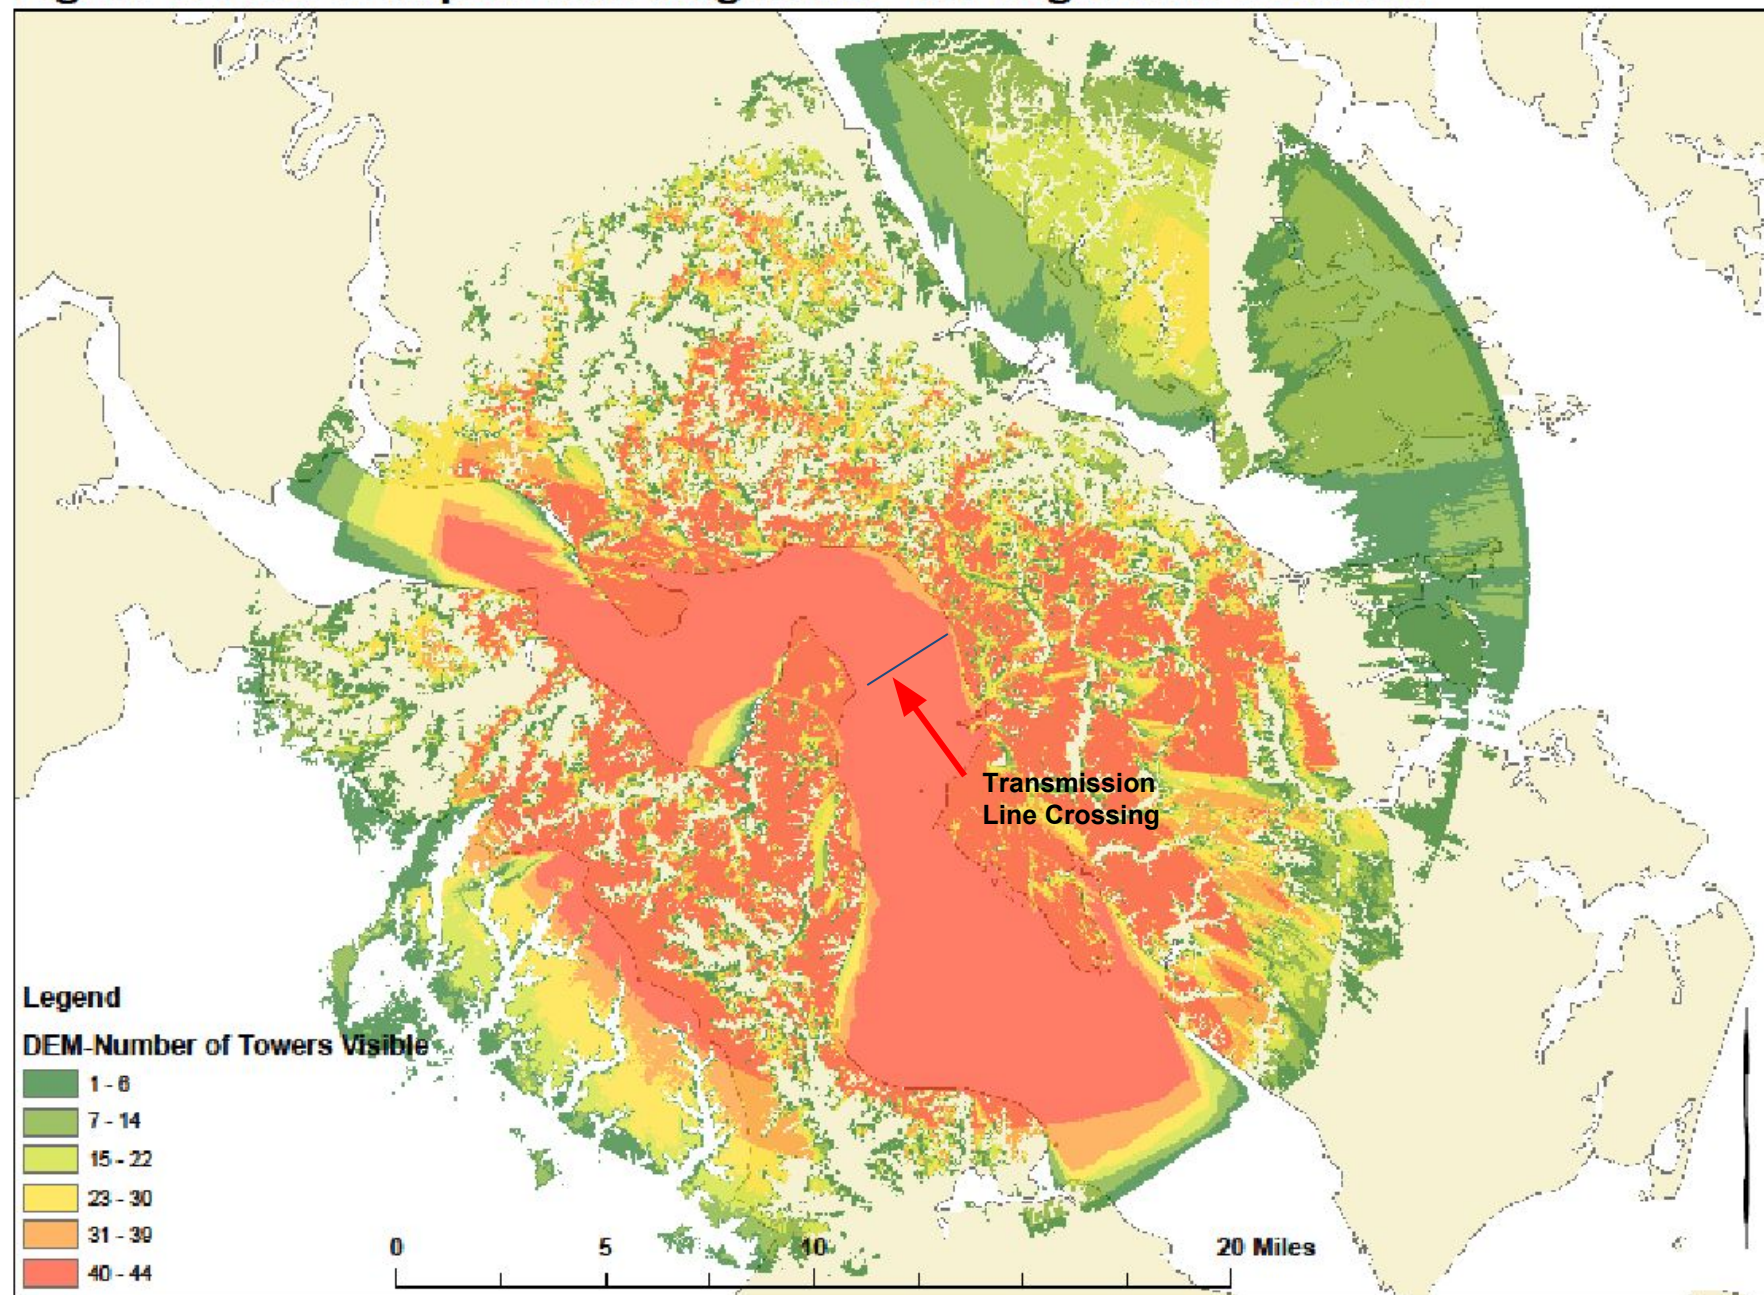 Transmission
Line Crossing
Legend
DEM-Number of Towers Visible
1 - 6
7 - 14
15 - 22
23 - 30
31 - 39
40 - 44
0 5 10 20 Miles